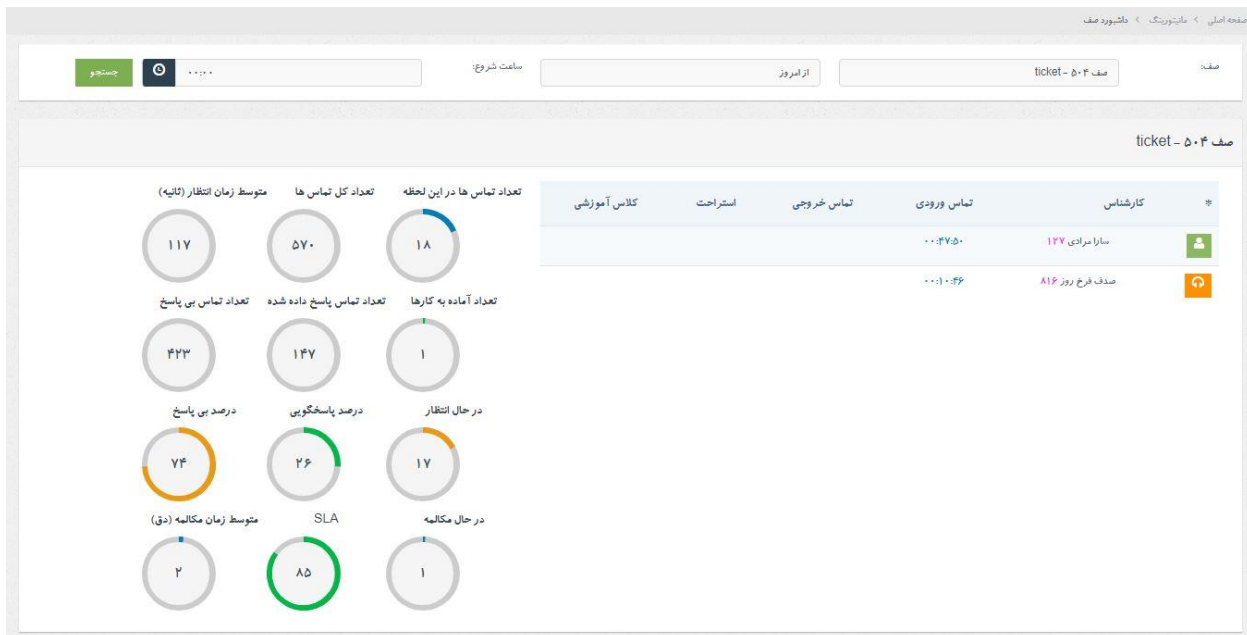 صفحه اصلی > مانیتورینگ > داشبورد صف
صف: صف ۵۰۴ - ticket از امروز ساعت شروع: ۰۰:۰۰ جستجو
صف ۵۰۴ - ticket
* کارشناس تماس ورودی تماس خروجی استراحت کلاس آموزشی
سارا مرادی ۱۲۷ ۰۰:۴۷:۵۰
صدف فرخ روز ۸۱۶ ۰۰:۱۰:۴۶
تعداد تماس ها در این لحظه تعداد کل تماس ها متوسط زمان انتظار (ثانیه)
۱۸ ۵۷۰ ۱۱۷
تعداد آماده به کارها تعداد تماس پاسخ داده شده تعداد تماس بی پاسخ
۱ ۱۴۷ ۴۲۳
در حال انتظار درصد پاسخگویی درصد بی پاسخ
۱۷ ۲۶ ۷۴
در حال مکالمه SLA متوسط زمان مکالمه (دق)
۱ ۸۵ ۲